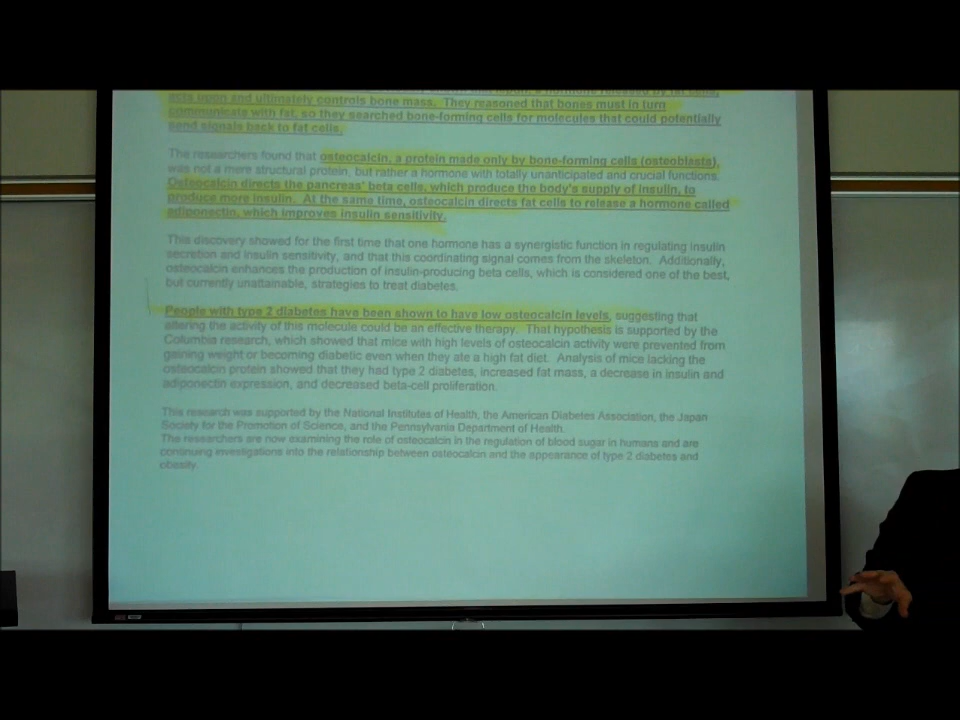 a hormone released by fat cells,
acts upon and ultimately controls bone mass. They reasoned that bones must in turn
communicate with fat, so they searched bone-forming cells for molecules that could potentially
send signals back to fat cells.
The researchers found that osteocalcin, a protein made only by bone-forming cells (osteoblasts),
was not a mere structural protein, but rather a hormone with totally unanticipated and crucial functions.
Osteocalcin directs the pancreas' beta cells, which produce the body's supply of insulin, to
produce more insulin. At the same time, osteocalcin directs fat cells to release a hormone called
adiponectin, which improves insulin sensitivity.
This discovery showed for the first time that one hormone has a synergistic function in regulating insulin
secretion and insulin sensitivity, and that this coordinating signal comes from the skeleton. Additionally,
osteocalcin enhances the production of insulin-producing beta cells, which is considered one of the best,
but currently unattainable, strategies to treat diabetes.
People with type 2 diabetes have been shown to have low osteocalcin levels, suggesting that
altering the activity of this molecule could be an effective therapy. That hypothesis is supported by the
Columbia research, which showed that mice with high levels of osteocalcin activity were prevented from
gaining weight or becoming diabetic even when they ate a high fat diet. Analysis of mice lacking the
osteocalcin protein showed that they had type 2 diabetes, increased fat mass, a decrease in insulin and
adiponectin expression, and decreased beta-cell proliferation.
This research was supported by the National Institutes of Health, the American Diabetes Association, the Japan
Society for the Promotion of Science, and the Pennsylvania Department of Health.
The researchers are now examining the role of osteocalcin in the regulation of blood sugar in humans and are
continuing investigations into the relationship between osteocalcin and the appearance of type 2 diabetes and
obesity.